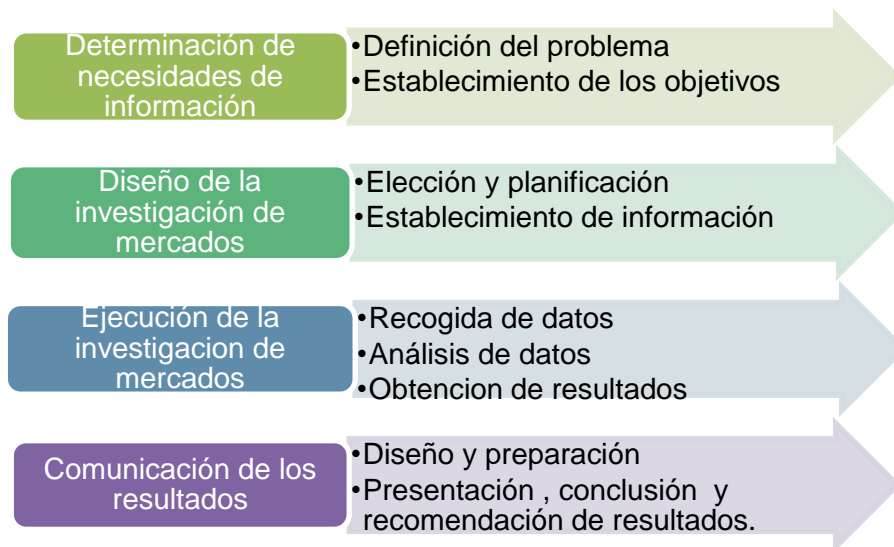 Determinación de
necesidades de
información
•Definición del problema
•Establecimiento de los objetivos
Diseño de la
investigación de
mercados
•Elección y planificación
•Establecimiento de información
Ejecución de la
investigacion de
mercados
•Recogida de datos
•Análisis de datos
•Obtencion de resultados
Comunicación de los
resultados
•Diseño y preparación
•Presentación , conclusión y
recomendación de resultados.